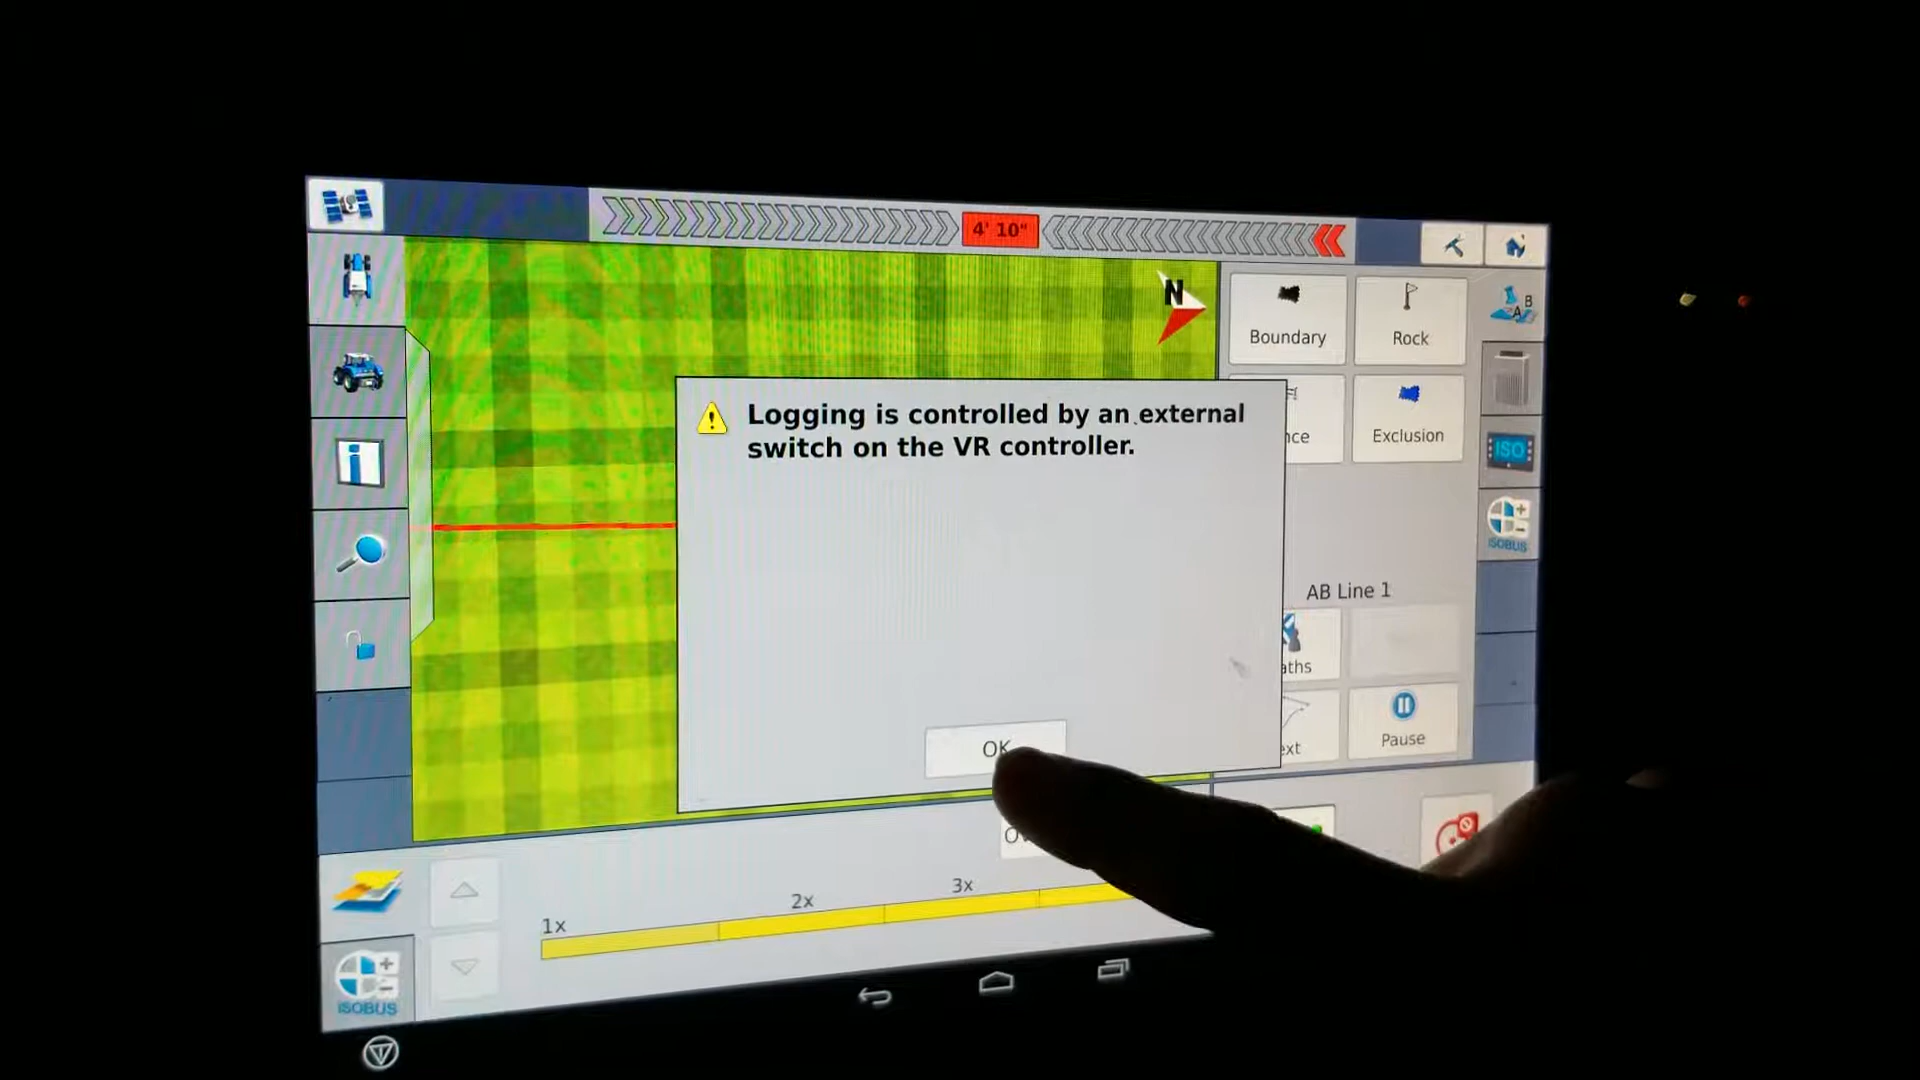 4' 10"
N
Boundary
Rock
B
A
Logging is controlled by an external
switch on the VR controller.
Exclusion
ISO
ISOBUS
AB Line 1
Pause
OK
1x
2x
3x
ISOBUS